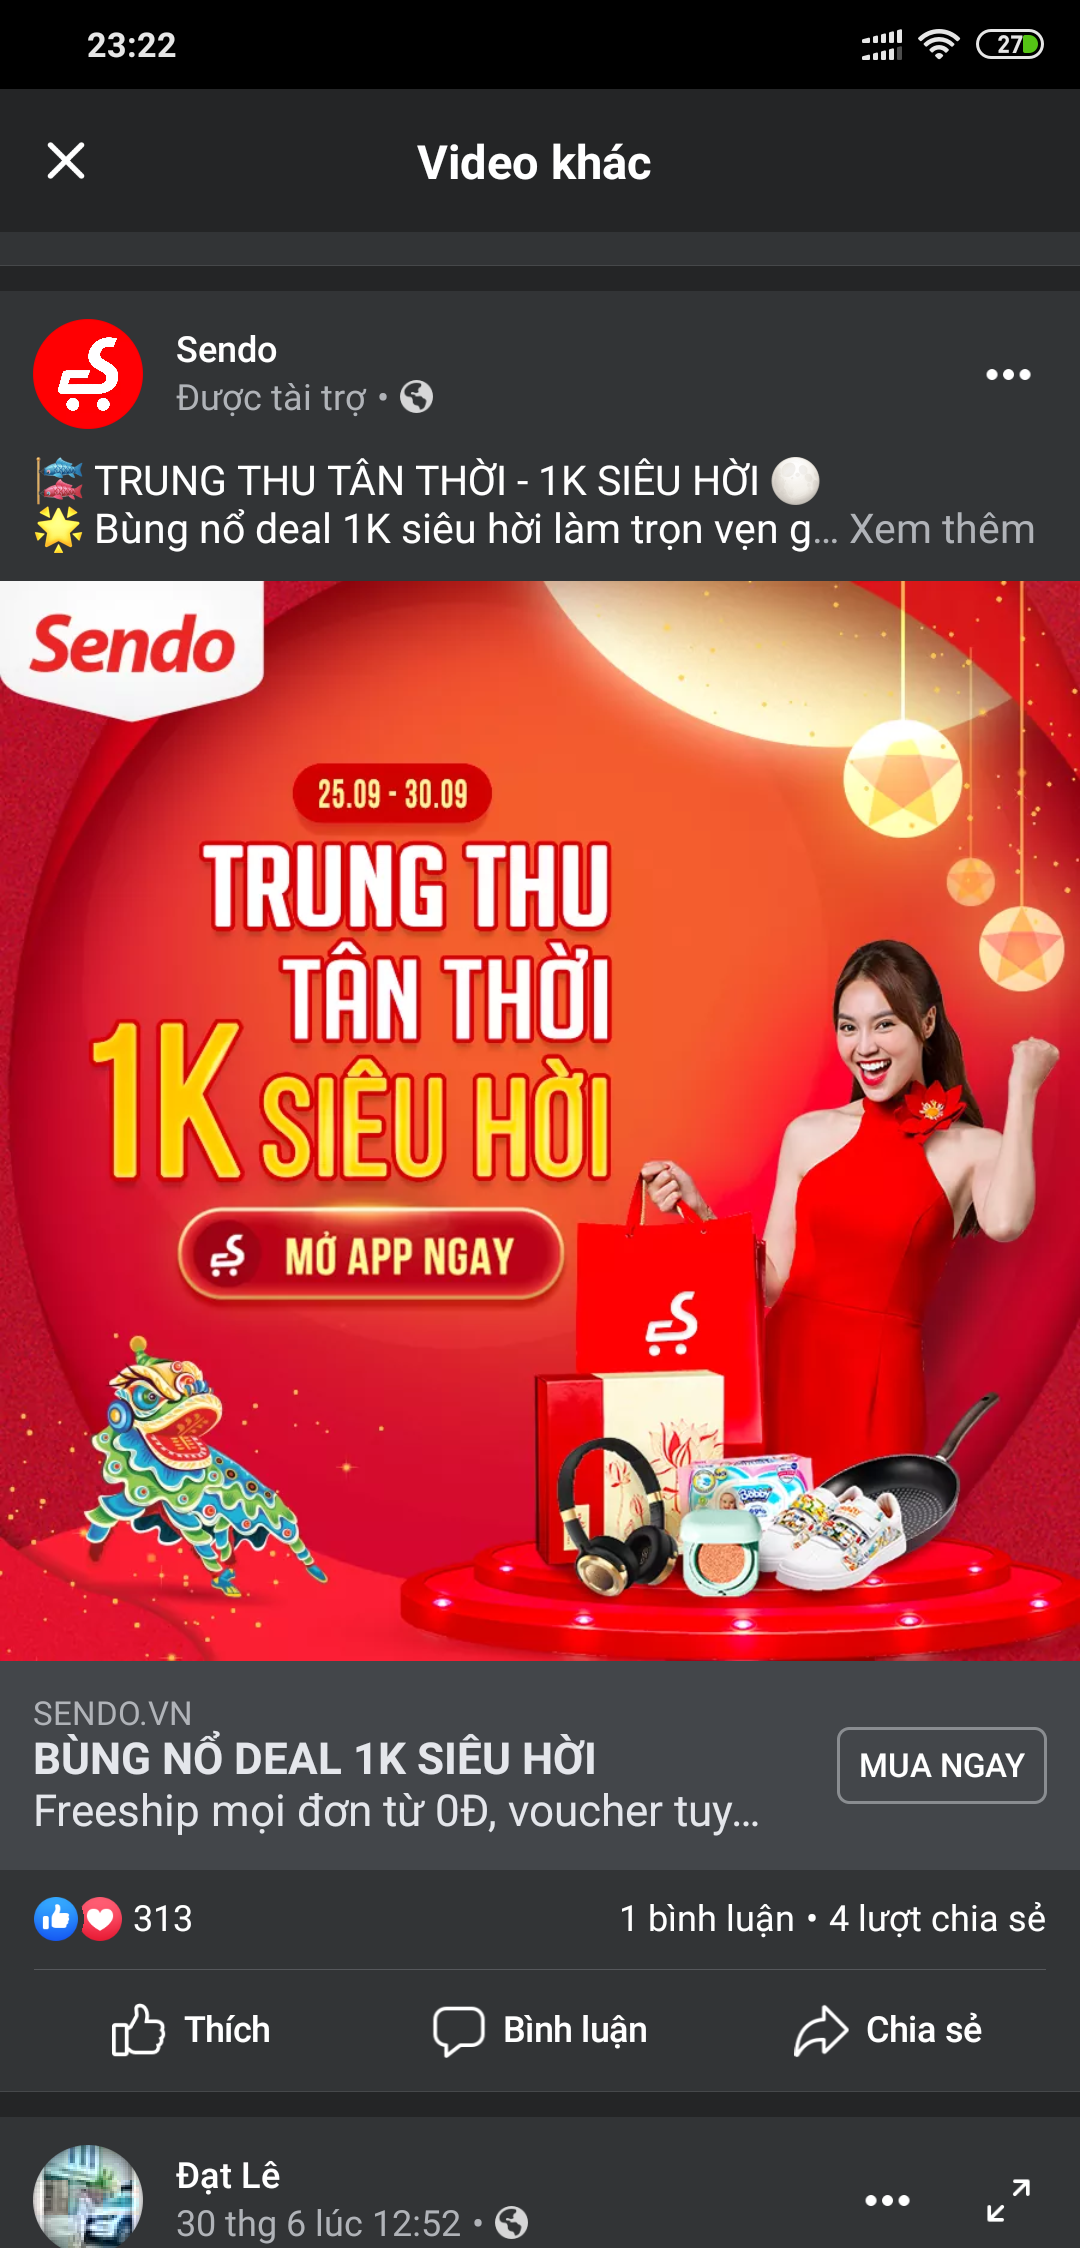 23:22
27
Video khác
Sendo
Được tài trợ •
TRUNG THU TÂN THỜI - 1K SIÊU HỜI
Bùng nổ deal 1K siêu hời làm trọn vẹn g... Xem thêm
Sendo
25.09 - 30.09
TRUNG THU
TÂN THỜI
1K SIÊU HỜI
MỞ APP NGAY
Bobby
SENDO.VN
BÙNG NỔ DEAL 1K SIÊU HỜI
Freeship mọi đơn từ 0Đ, voucher tuy...
MUA NGAY
313
1 bình luận • 4 lượt chia sẻ
Thích
Bình luận
Chia sẻ
Đạt Lê
30 thg 6 lúc 12:52 •